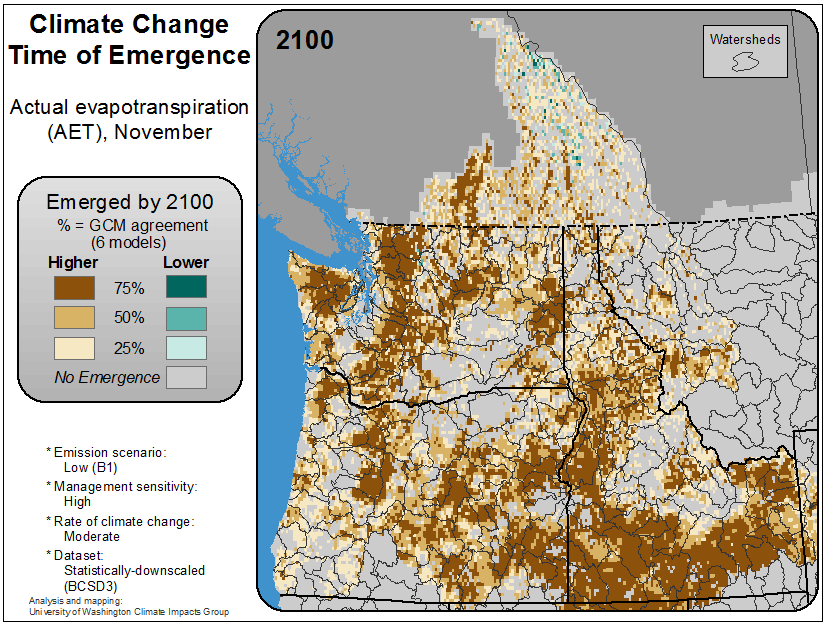 Climate Change
Time of Emergence
Actual evapotranspiration
(AET), November
Emerged by 2100
% = GCM agreement
(6 models)
Higher Lower
75%
50%
25%
No Emergence
* Emission scenario:
Low (B1)
* Management sensitivity:
High
* Rate of climate change:
Moderate
* Dataset:
Statistically-downscaled
(BCSD3)
Analysis and mapping:
University of Washington Climate Impacts Group
2100
Watersheds